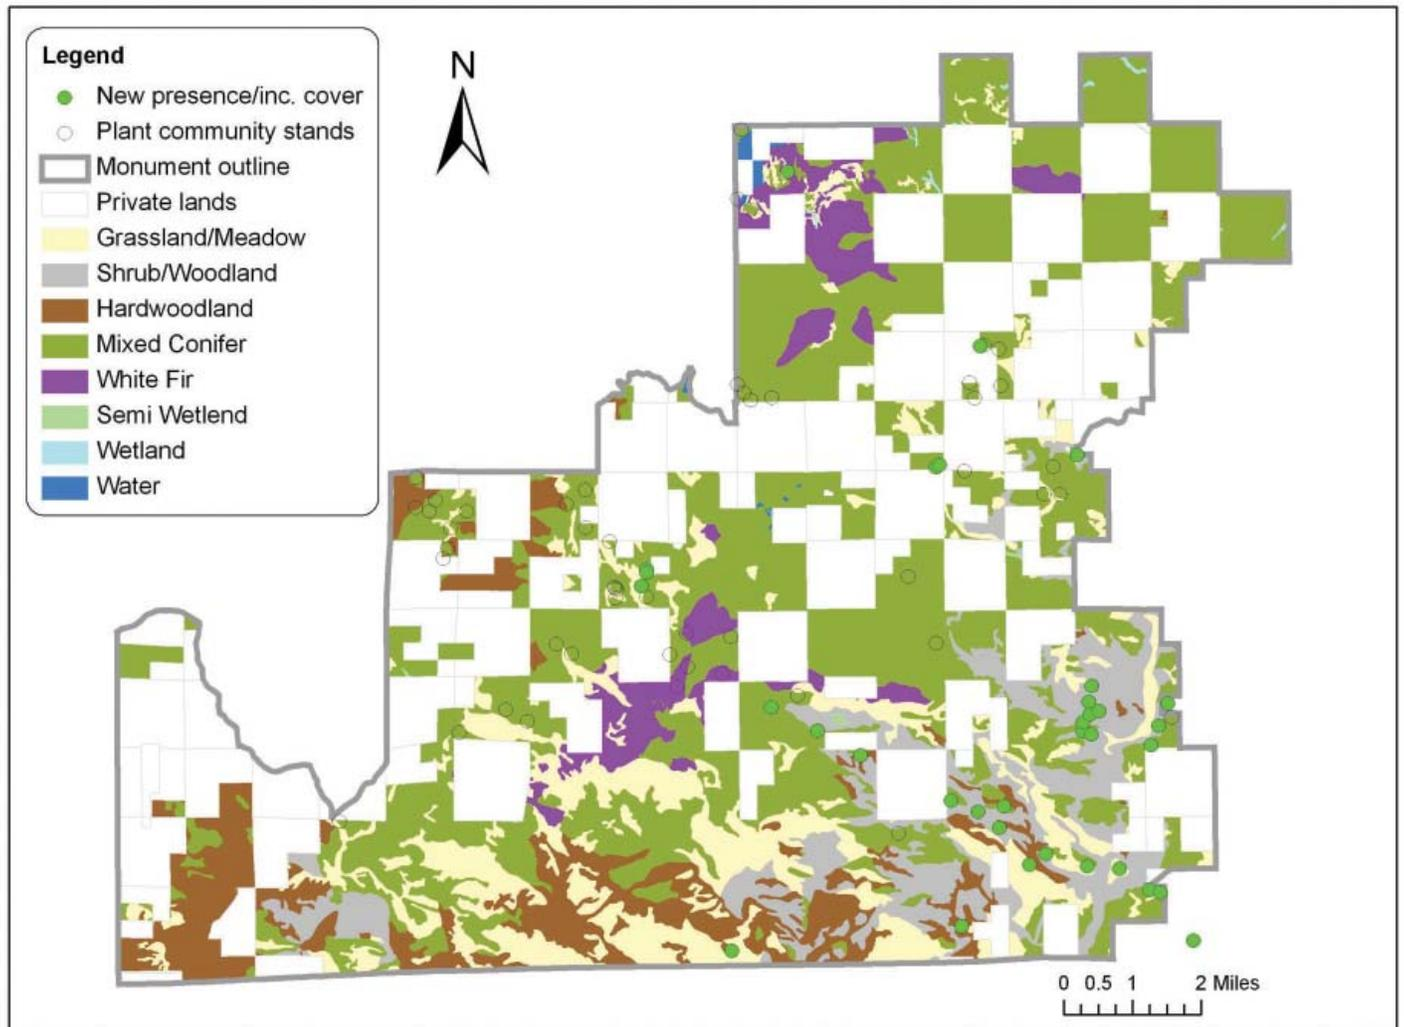 Legend
New presence/inc. cover
Plant community stands
Monument outline
Private lands
Grassland/Meadow
Shrub/Woodland
Hardwoodland
Mixed Conifer
White Fir
Semi Wetlend
Wetland
Water
N
0 0.5 1 2 Miles